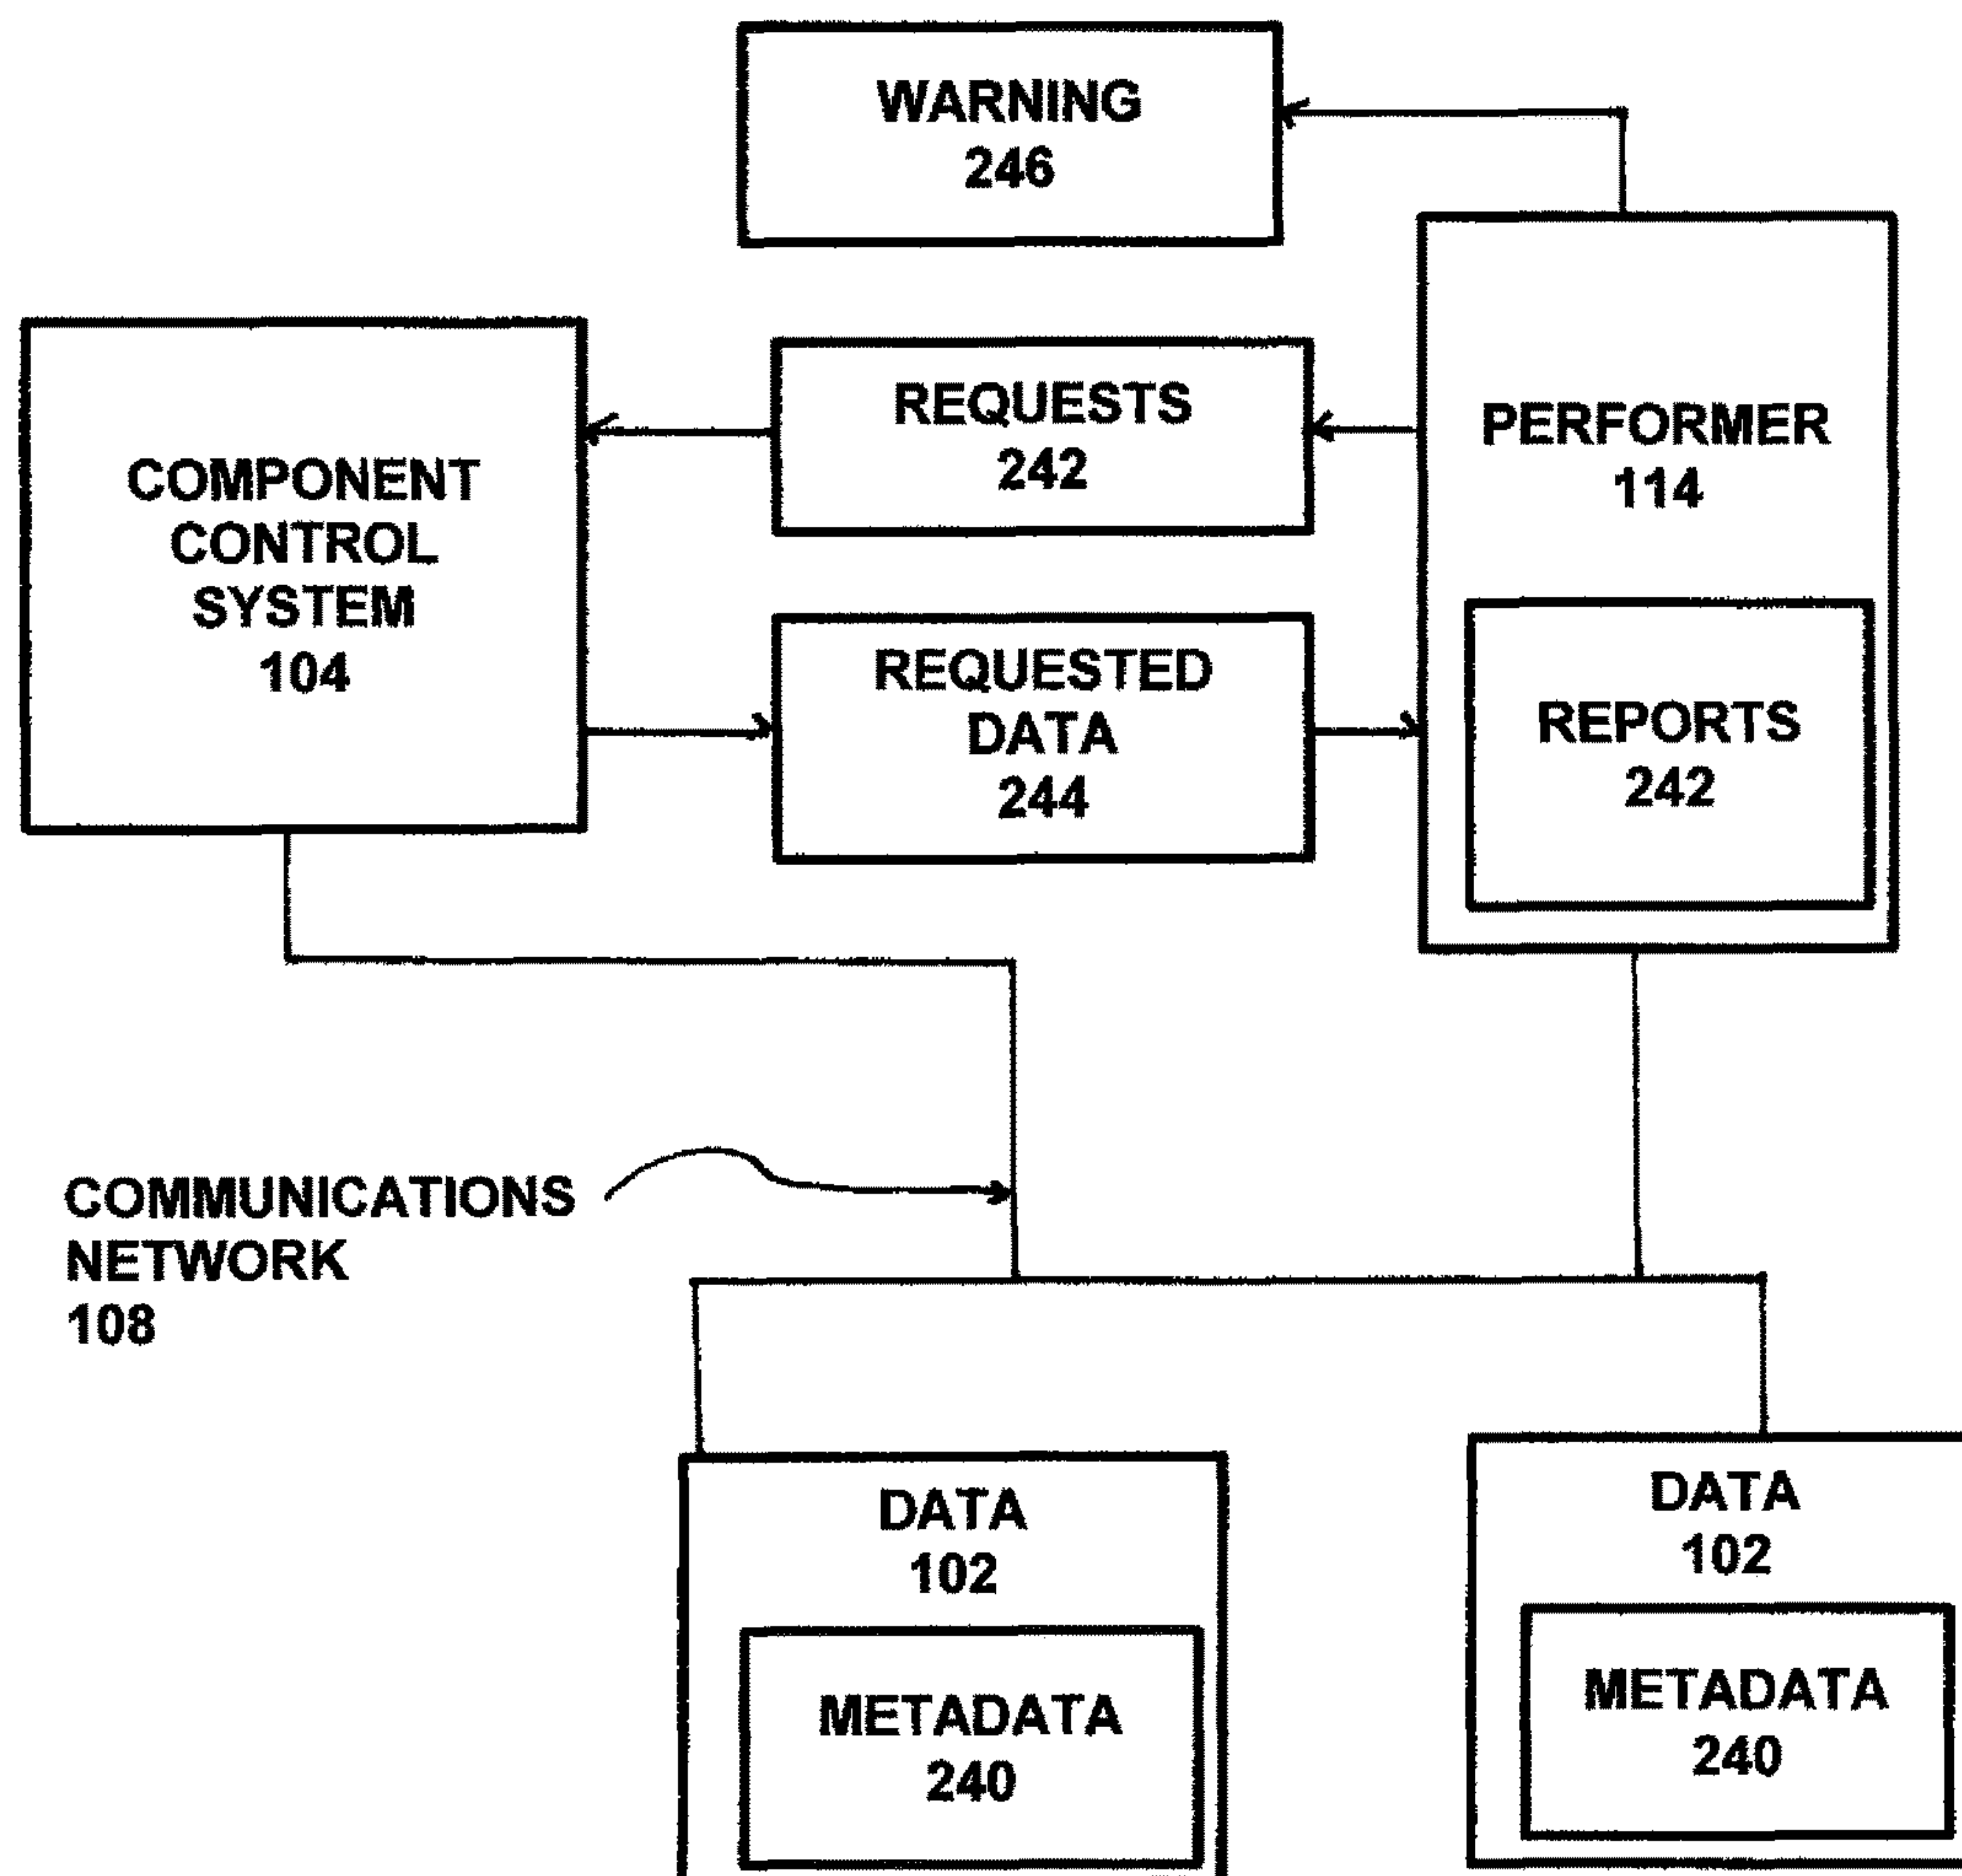 WARNING
246
COMPONENT
CONTROL
SYSTEM
104
REQUESTS
242
REQUESTED
DATA
244
PERFORMER
114
REPORTS
242
COMMUNICATIONS
NETWORK
108
DATA
102
METADATA
240
DATA
102
METADATA
240